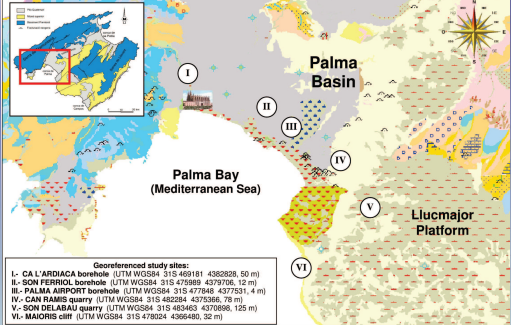 N
I
Palma
Basin
II
III
IV
Palma Bay
(Mediterranean Sea)
V
Llucmajor
Platform
VI
Georeferenced study sites:
I.- CA L'ARDIACA borehole (UTM WGS84 31S 469181 4382828, 50 m)
II.- SON FERRIOL borehole (UTM WGS84 31S 475989 4379706, 12 m)
III.- PALMA AIRPORT borehole (UTM WGS84 31S 477848 4377531, 4 m)
IV.- CAN RAMIS quarry (UTM WGS84 31S 482284 4375366, 78 m)
V.- SON DELABAU quarry (UTM WGS84 31S 483463 4370898, 125 m)
VI.- MAIORIS cliff (UTM WGS84 31S 478024 4366480, 32 m)